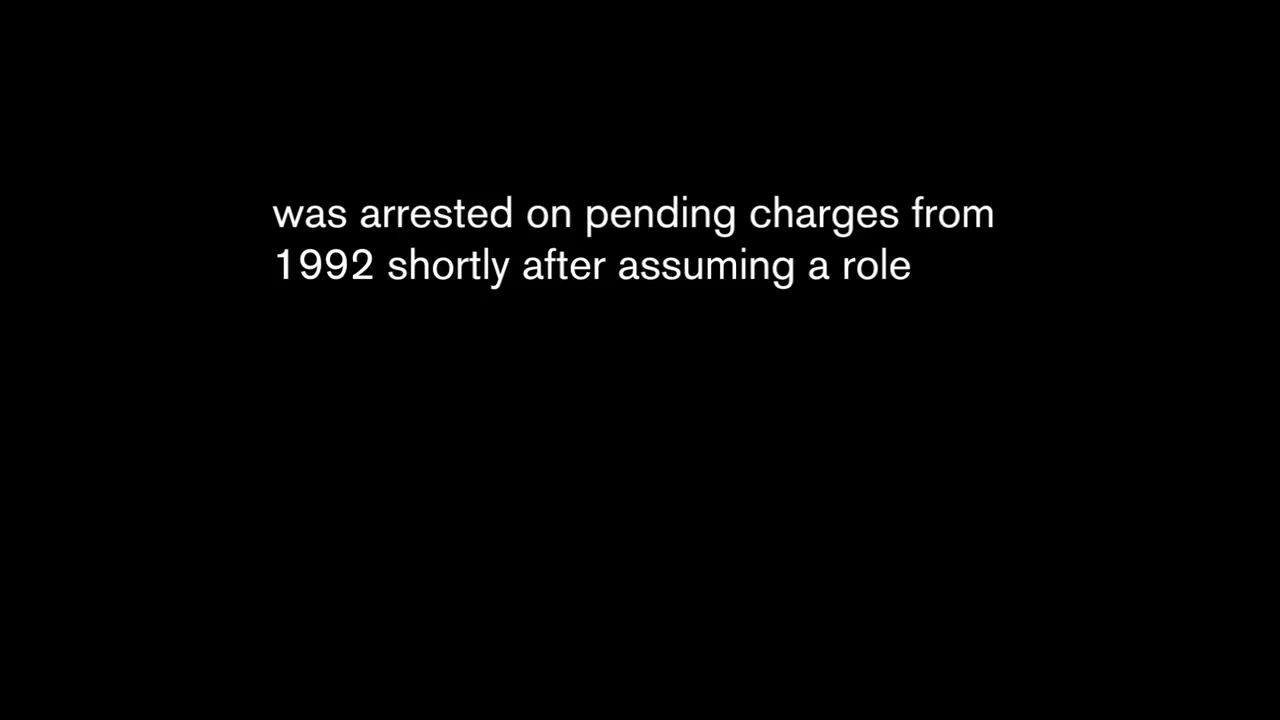 was arrested on pending charges from
1992 shortly after assuming a role